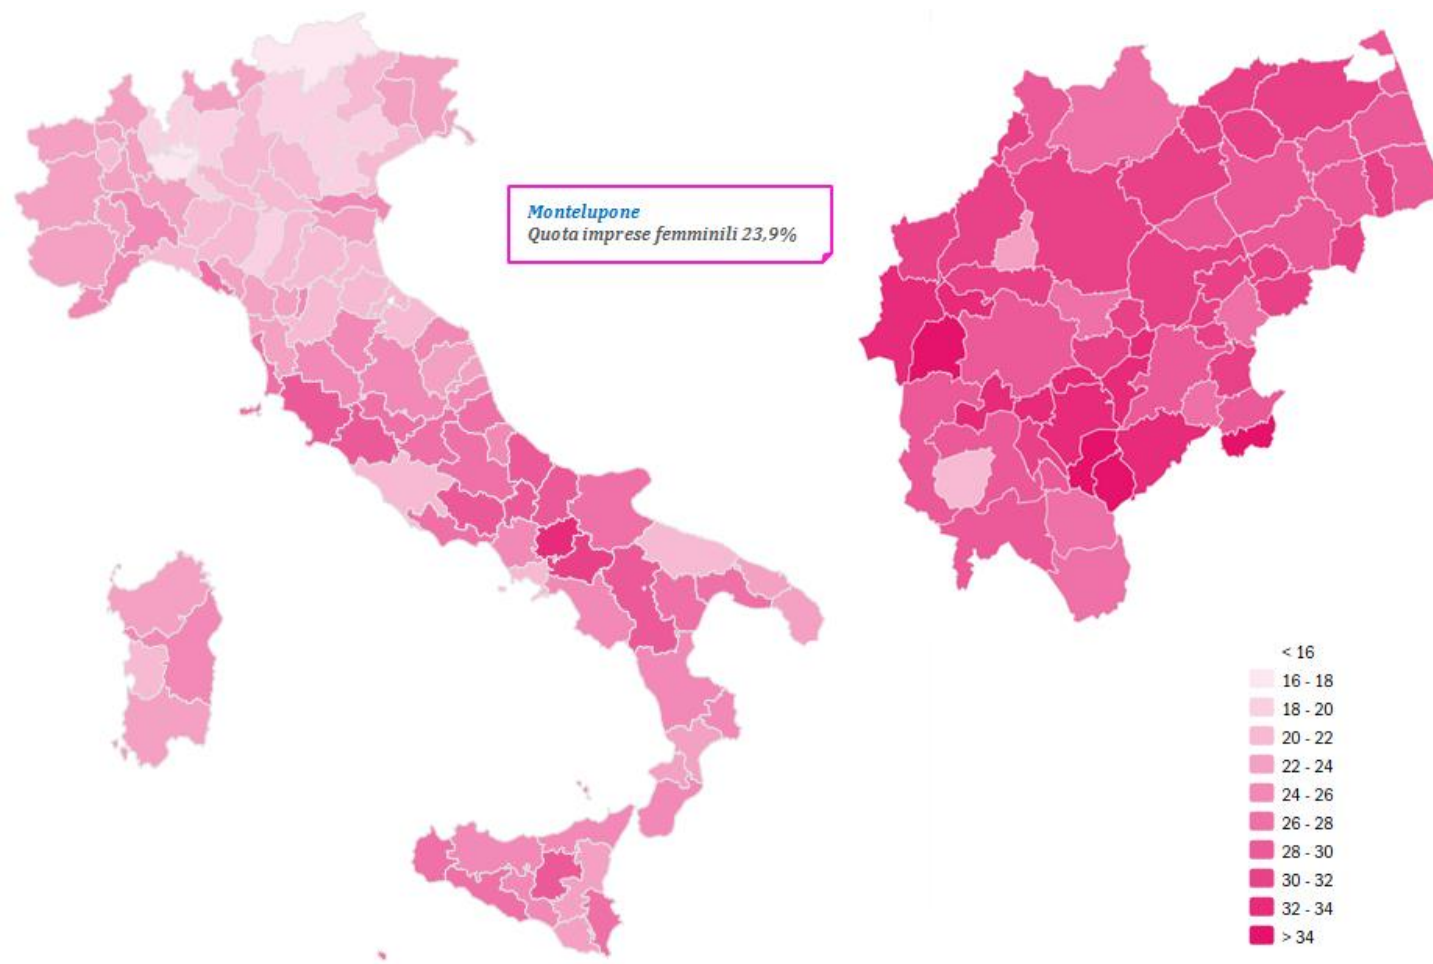 Montelupone
Quota imprese femminili 23,9%
< 16
16 - 18
18 - 20
20 - 22
22 - 24
24 - 26
26 - 28
28 - 30
30 - 32
32 - 34
> 34